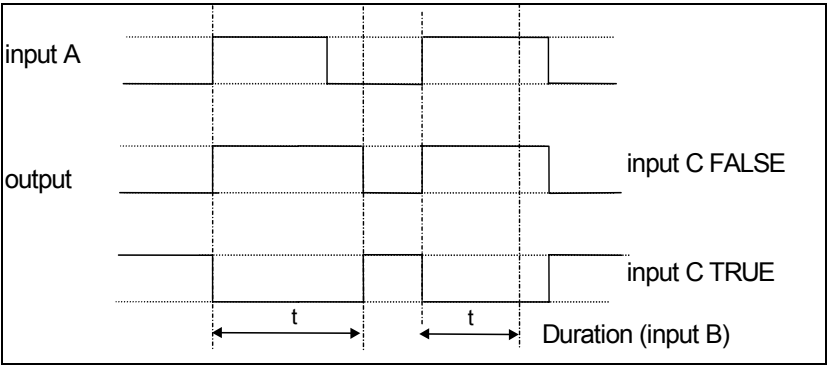 input A
input C FALSE
output
input C TRUE
t
t
Duration (input B)